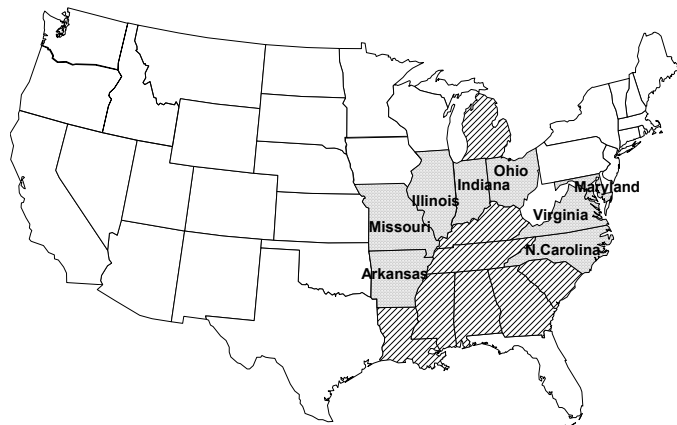 Ohio
Indiana
Maryland
Illinois
Virginia
Missouri
N.Carolina
Arkansas